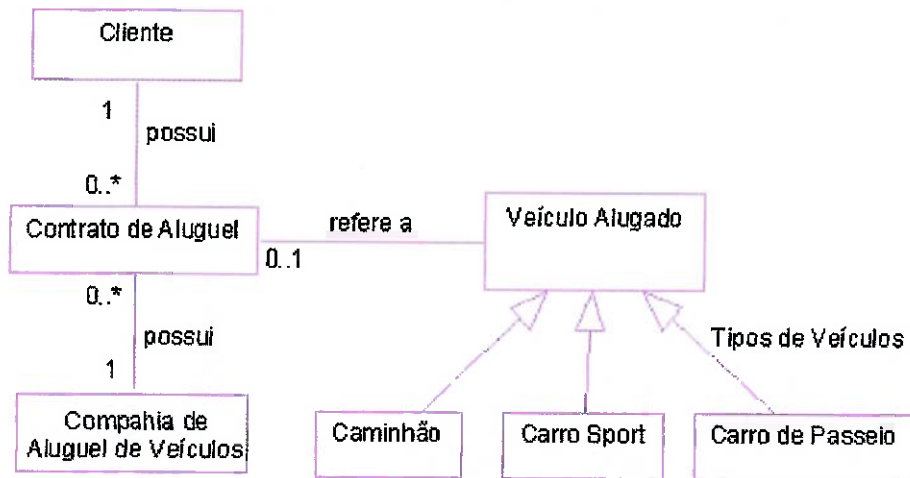 Cliente
1
possui
0..*
Contrato de Aluguel
refere a
0..1
Veículo Alugado
0..*
possui
1
Compahia de
Aluguel de Veículos
Tipos de Veículos
Caminhão
Carro Sport
Carro de Passeio